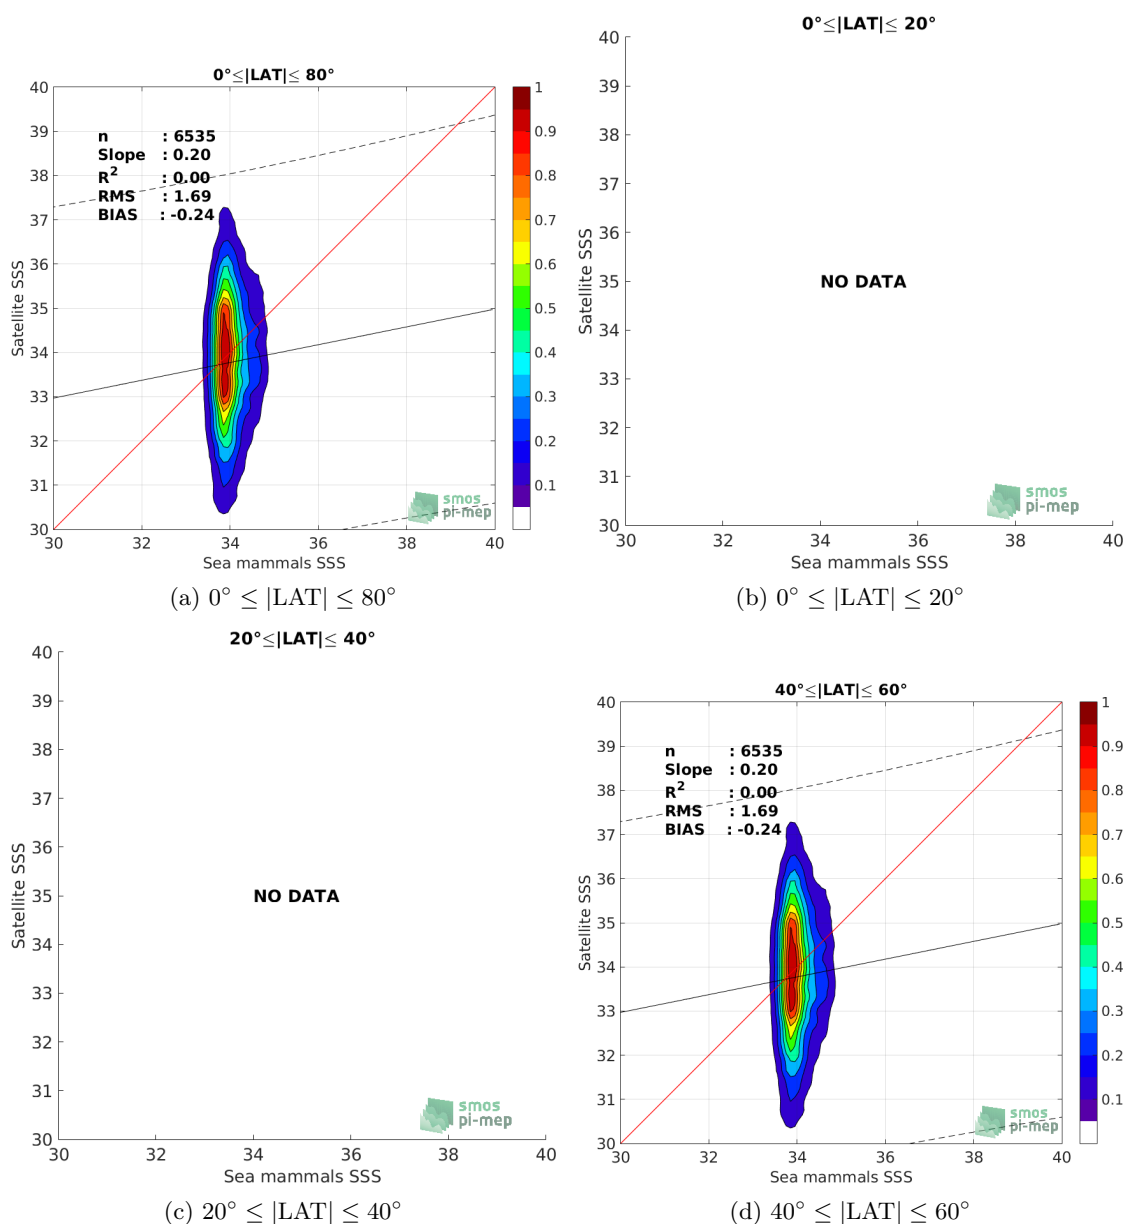 0°≤|LAT|≤ 80°
40
39
38
37
36
35
34
33
32
31
30
Satellite SSS
n : 6535
Slope : 0.20
R² : 0.00
RMS : 1.69
BIAS : -0.24
1
0.9
0.8
0.7
0.6
0.5
0.4
0.3
0.2
0.1
smos
pi-mep
30 32 34 36 38 40
Sea mammals SSS
(a) 0° ≤ |LAT| ≤ 80°
0°≤|LAT|≤ 20°
40
39
38
37
36
35
34
33
32
31
30
Satellite SSS
NO DATA
smos
pi-mep
30 32 34 36 38 40
Sea mammals SSS
(b) 0° ≤ |LAT| ≤ 20°
20°≤|LAT|≤ 40°
40
39
38
37
36
35
34
33
32
31
30
Satellite SSS
NO DATA
smos
pi-mep
30 32 34 36 38 40
Sea mammals SSS
(c) 20° ≤ |LAT| ≤ 40°
40°≤|LAT|≤ 60°
40
39
38
37
36
35
34
33
32
31
30
Satellite SSS
n : 6535
Slope : 0.20
R² : 0.00
RMS : 1.69
BIAS : -0.24
1
0.9
0.8
0.7
0.6
0.5
0.4
0.3
0.2
0.1
smos
pi-mep
30 32 34 36 38 40
Sea mammals SSS
(d) 40° ≤ |LAT| ≤ 60°